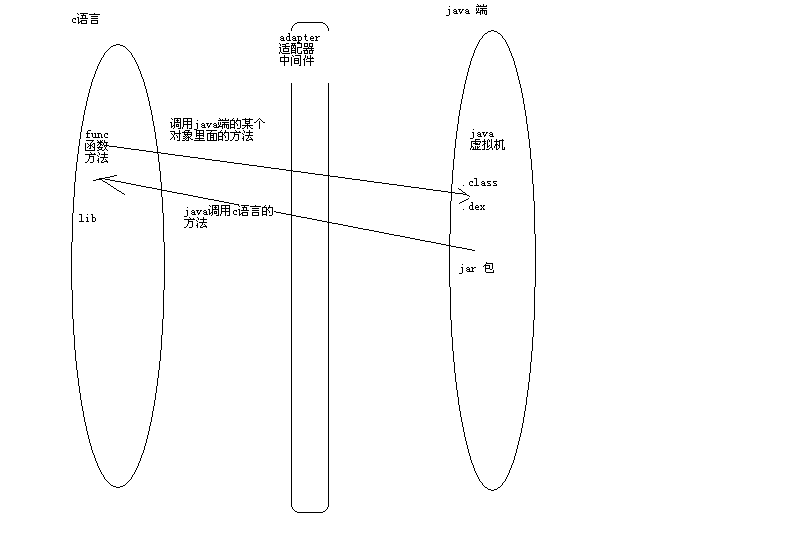 c语言
adapter
适配器
中间件
java 端
func
函数
方法
lib
调用java端的某个
对象里面的方法
java调用c语言的
方法
java
虚拟机
.class
.dex
jar 包